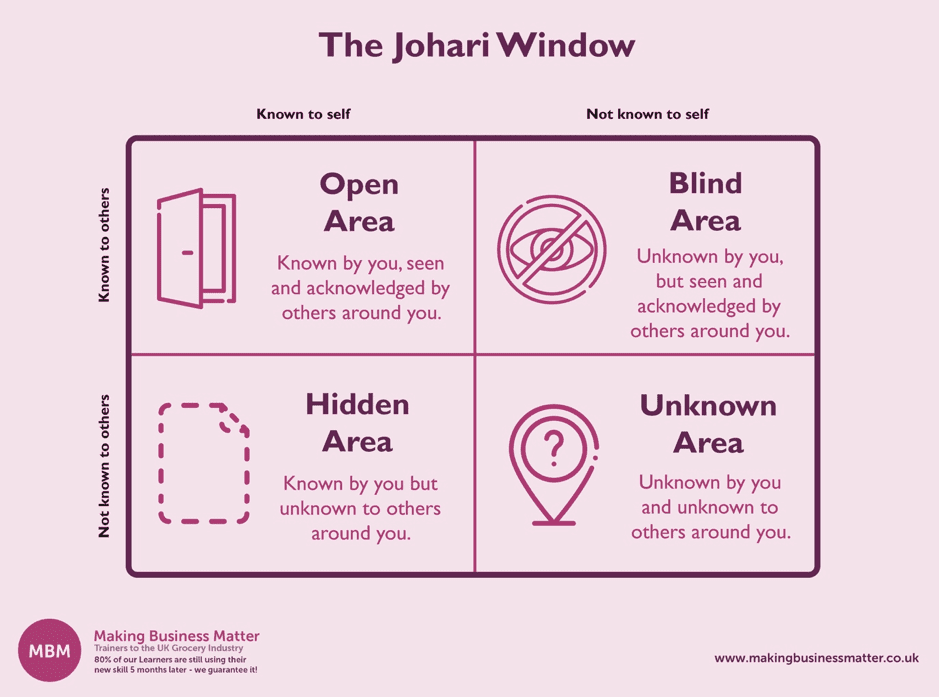 The Johari Window
Known to self
Not known to self
Known to others
Open
Area
Known by you, seen
and acknowledged by
others around you.
Blind
Area
Unknown by you,
but seen and
acknowledged by
others around you.
Not known to others
Hidden
Area
Known by you but
unknown to others
around you.
?
Unknown
Area
Unknown by you
and unknown to
others around you.
MBM
Making Business Matter
Trainers to the UK Grocery Industry
80% of our Learners are still using their
new skill 5 months later - we guarantee it!
www.makingbusinessmatter.co.uk